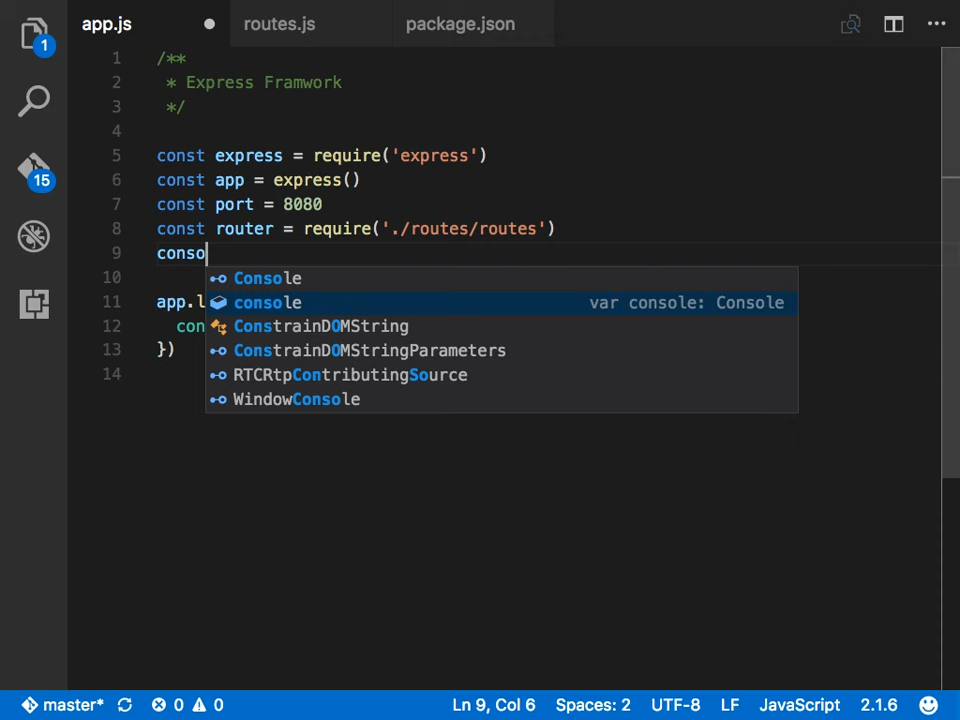 app.js routes.js package.json
1
1 /**
2 * Express Framwork
3 */
4
5 const express = require('express')
6 const app = express()
7 const port = 8080
8 const router = require('./routes/routes')
9 conso
10 Console
11 app.l console var console: Console
12 con ConstrainDOMString
13 }) ConstrainDOMStringParameters
14 RTCRtpContributingSource
WindowConsole
15
master* 0 0 Ln 9, Col 6 Spaces: 2 UTF-8 LF JavaScript 2.1.6